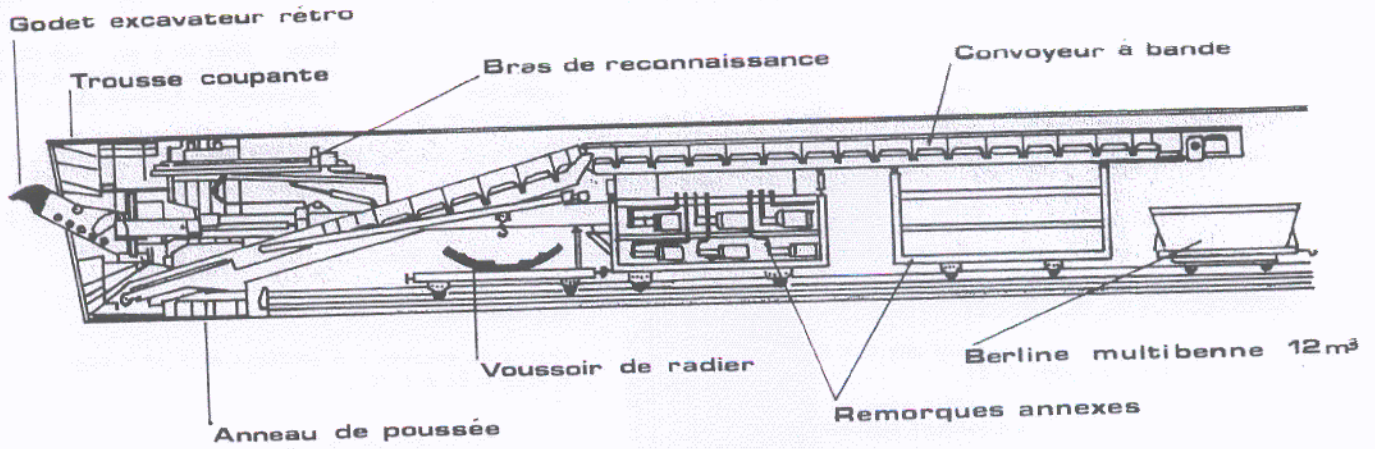 Godet excavateur rétro
Trousse coupante
Bras de reconnaissance
Convoyeur à bande
Voussoir de radier
Berline multibenne 12m³
Remorques annexes
Anneau de poussée